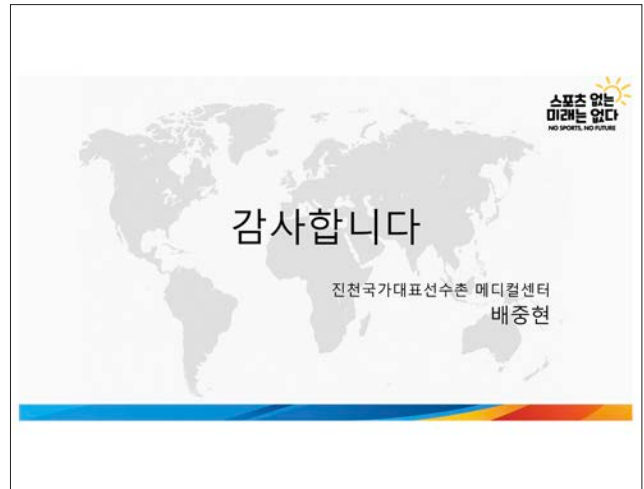 스포츠 없는
미래는 없다
NO SPORTS, NO FUTURE
감사합니다
진천국가대표선수촌 메디컬센터
배중현